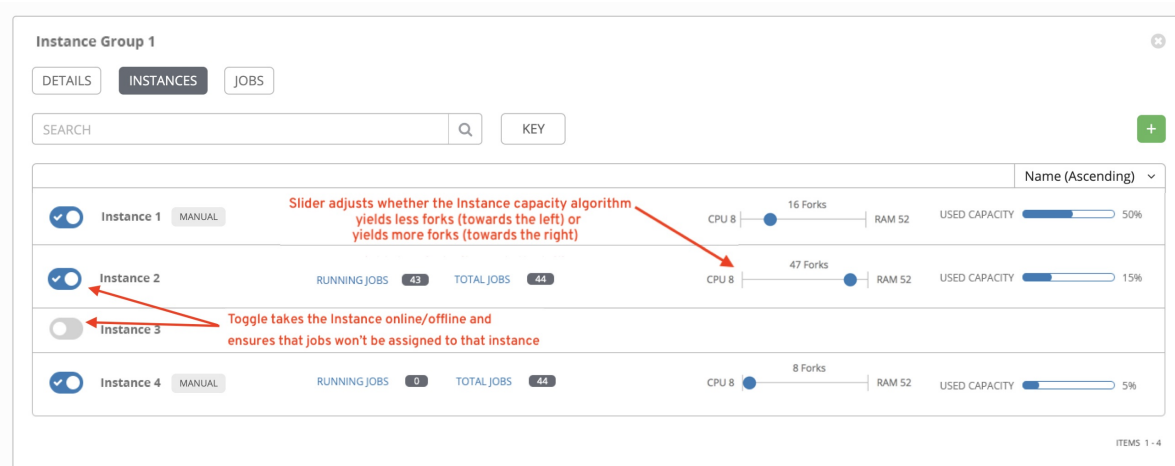 Instance Group 1
DETAILS INSTANCES JOBS
SEARCH KEY +
Name (Ascending)
Instance 1 MANUAL
Slider adjusts whether the Instance capacity algorithm
yields less forks (towards the left) or
yields more forks (towards the right)
CPU 8 16 Forks RAM 52 USED CAPACITY 50%
Instance 2 RUNNING JOBS 43 TOTAL JOBS 44 CPU 8 47 Forks RAM 52 USED CAPACITY 15%
Instance 3
Toggle takes the Instance online/offline and
ensures that jobs won't be assigned to that instance
Instance 4 MANUAL RUNNING JOBS 0 TOTAL JOBS 44 CPU 8 8 Forks RAM 52 USED CAPACITY 5%
ITEMS 1 - 4